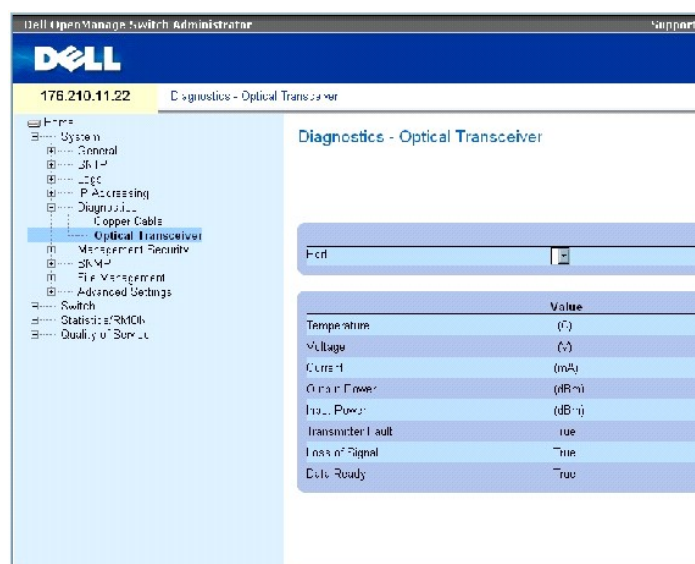 Dell OpenManage Switch Administrator Support
DELL
176.210.11.22 Diagnostics - Optical Transceiver
Home
System
General
SNTP
Logs
IP Addressing
Diagnostics
Copper Cable
Optical Transceiver
Management Security
SNMP
File Management
Advanced Settings
Switch
Statistics/RMON
Quality of Service
Diagnostics - Optical Transceiver
Port
Value
Temperature (C)
Voltage (V)
Current (mA)
Output Power (dBm)
Input Power (dBm)
Transmitter Fault True
Loss of Signal True
Data Ready True